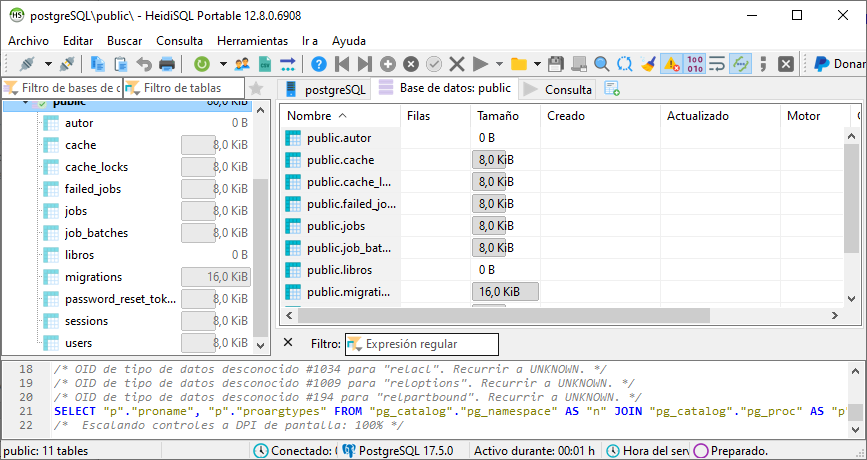 postgreSQL\public\ - HeidiSQL Portable 12.8.0.6908
Archivo Editar Buscar Consulta Herramientas Ir a Ayuda
Donar
Filtro de bases de d Filtro de tablas
postgreSQL Base de datos: public Consulta
public 80,0 KiB
autor 0 B
cache 8,0 KiB
cache_locks 8,0 KiB
failed_jobs 8,0 KiB
jobs 8,0 KiB
job_batches 8,0 KiB
libros 0 B
migrations 16,0 KiB
password_reset_tok... 8,0 KiB
sessions 8,0 KiB
users 8,0 KiB
Nombre Filas Tamaño Creado Actualizado Motor
public.autor 0 B
public.cache 8,0 KiB
public.cache_l... 8,0 KiB
public.failed_jo... 8,0 KiB
public.jobs 8,0 KiB
public.job_bat... 8,0 KiB
public.libros 0 B
public.migrati... 16,0 KiB
Filtro: Expresión regular
18 /* OID de tipo de datos desconocido #1034 para "relacl". Recurrir a UNKNOWN. */
19 /* OID de tipo de datos desconocido #1009 para "reloptions". Recurrir a UNKNOWN. */
20 /* OID de tipo de datos desconocido #194 para "relpartbound". Recurrir a UNKNOWN. */
21 SELECT "p"."proname", "p"."proargtypes" FROM "pg_catalog"."pg_namespace" AS "n" JOIN "pg_catalog"."pg_proc" AS "p"
22 /* Escalando controles a DPI de pantalla: 100% */
public: 11 tables Conectado: PostgreSQL 17.5.0 Activo durante: 00:01 h Hora del ser Preparado.